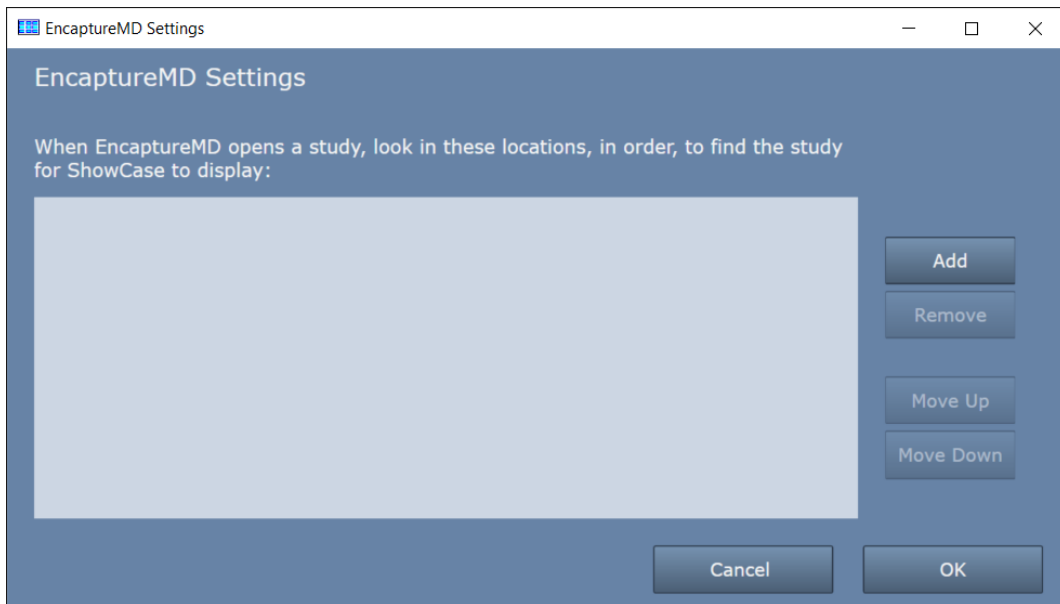 EncaptureMD Settings
EncaptureMD Settings
When EncaptureMD opens a study, look in these locations, in order, to find the study
for ShowCase to display:
Add
Remove
Move Up
Move Down
Cancel
OK